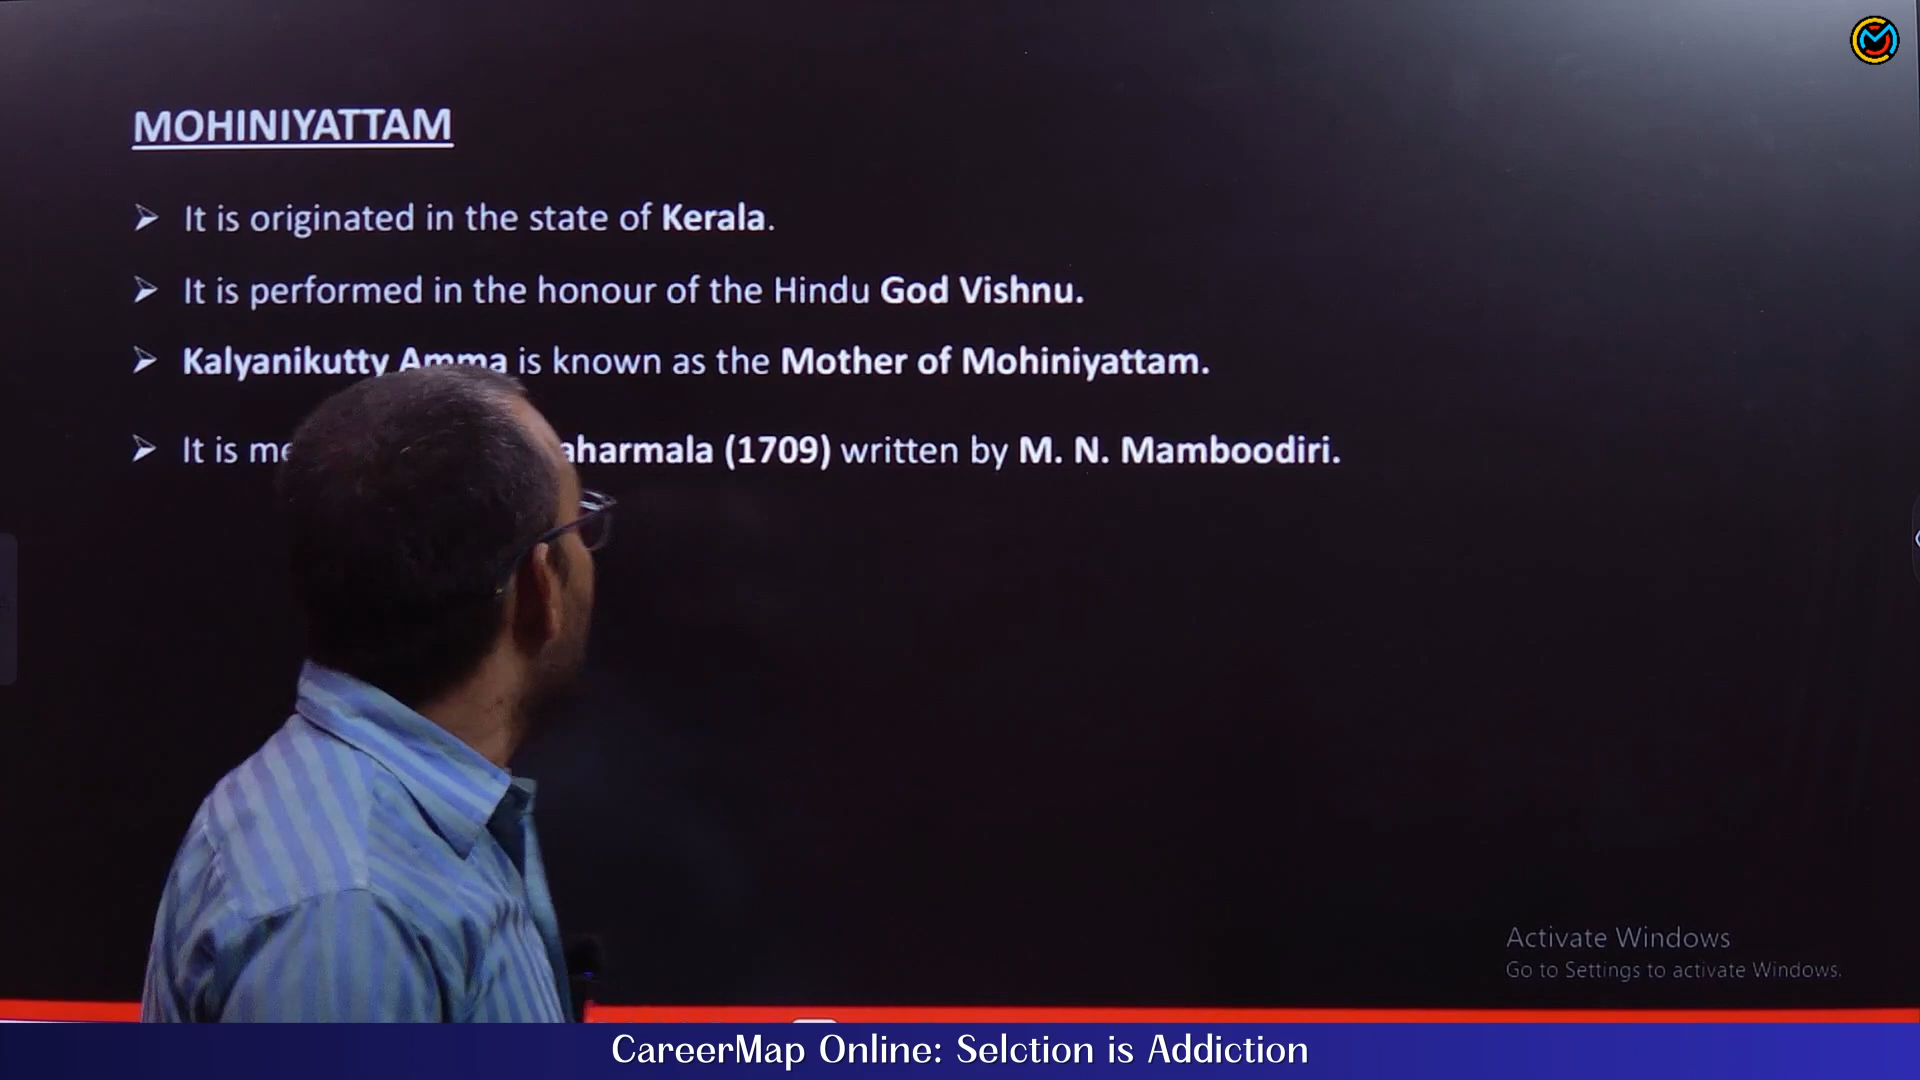 MOHINIYATTAM
It is originated in the state of Kerala.
It is performed in the honour of the Hindu God Vishnu.
Kalyanikutty Amma is known as the Mother of Mohiniyattam.
It is (1709) written by M. N. Mamboodiri.
Activate Windows
Go to Settings to activate Windows.
CareerMap Online: Selction is Addiction